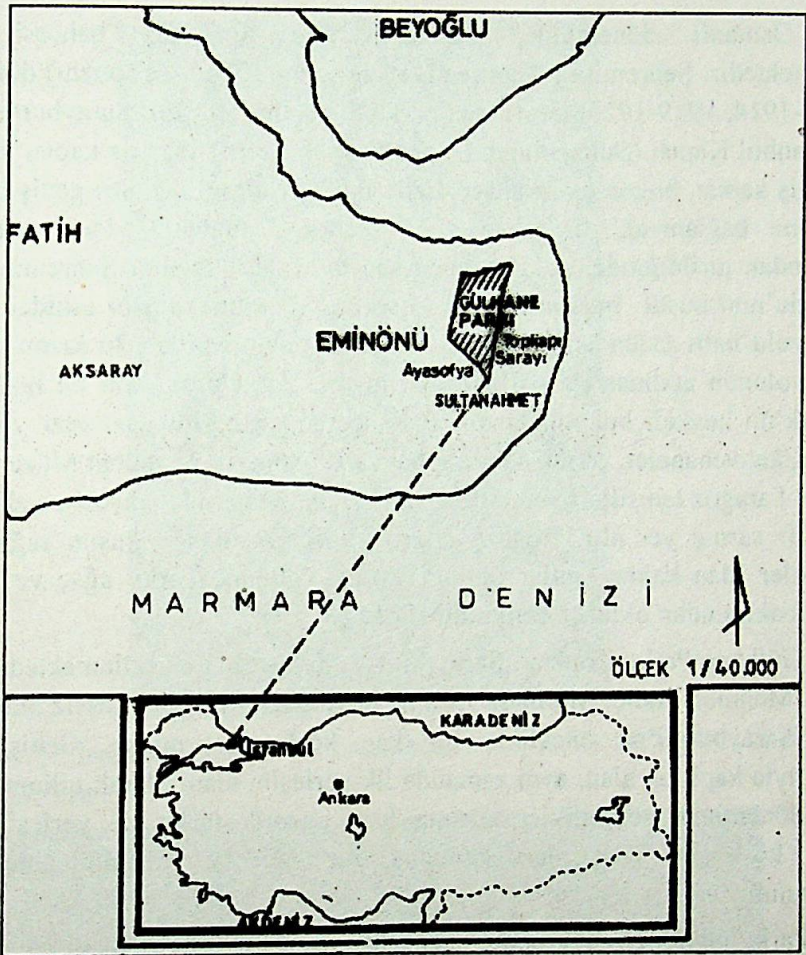 BEYOĞLU
FATİH
GÜLHANE
PARKI
EMİNÖNÜ
Topkapı
Sarayı
AKSARAY
Ayasofya
SULTANAHMET
MARMARA DENİZİ
ÖLÇEK 1/40.000
KARADENİZ
İstanbul
Ankara
AKDENİZ